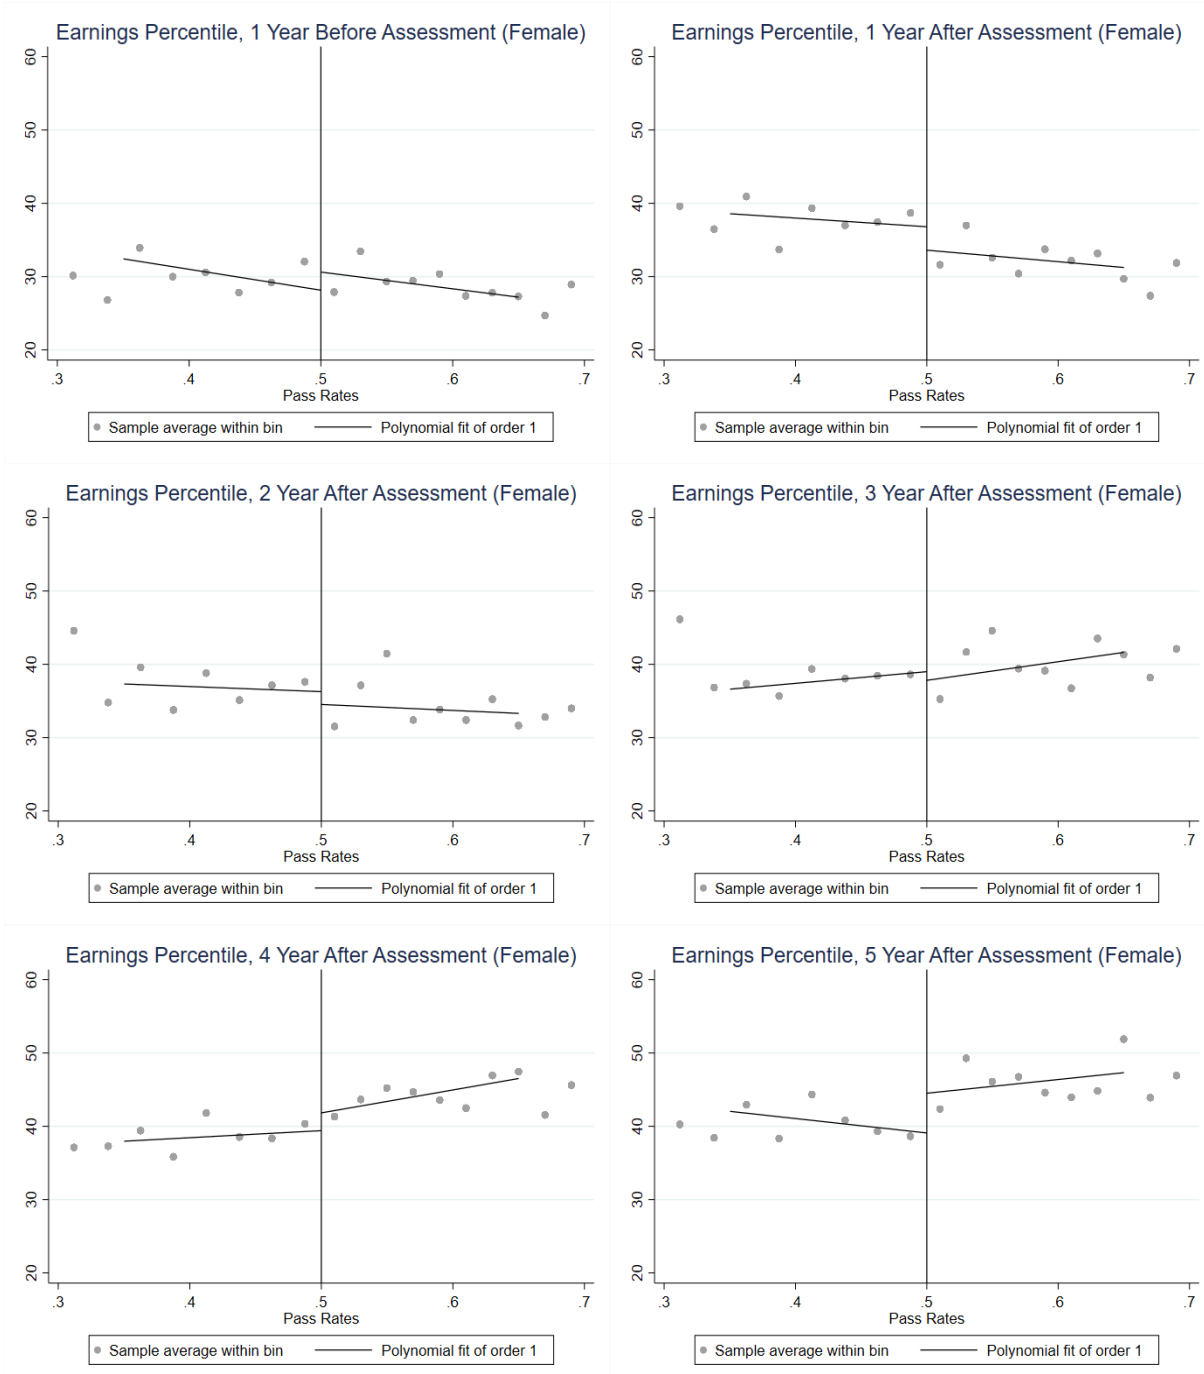 Earnings Percentile, 1 Year Before Assessment (Female)
60
50
40
30
20
.3 .4 .5 .6 .7
Pass Rates
Sample average within bin Polynomial fit of order 1
Earnings Percentile, 1 Year After Assessment (Female)
60
50
40
30
20
.3 .4 .5 .6 .7
Pass Rates
Sample average within bin Polynomial fit of order 1
Earnings Percentile, 2 Year After Assessment (Female)
60
50
40
30
20
.3 .4 .5 .6 .7
Pass Rates
Sample average within bin Polynomial fit of order 1
Earnings Percentile, 3 Year After Assessment (Female)
60
50
40
30
20
.3 .4 .5 .6 .7
Pass Rates
Sample average within bin Polynomial fit of order 1
Earnings Percentile, 4 Year After Assessment (Female)
60
50
40
30
20
.3 .4 .5 .6 .7
Pass Rates
Sample average within bin Polynomial fit of order 1
Earnings Percentile, 5 Year After Assessment (Female)
60
50
40
30
20
.3 .4 .5 .6 .7
Pass Rates
Sample average within bin Polynomial fit of order 1